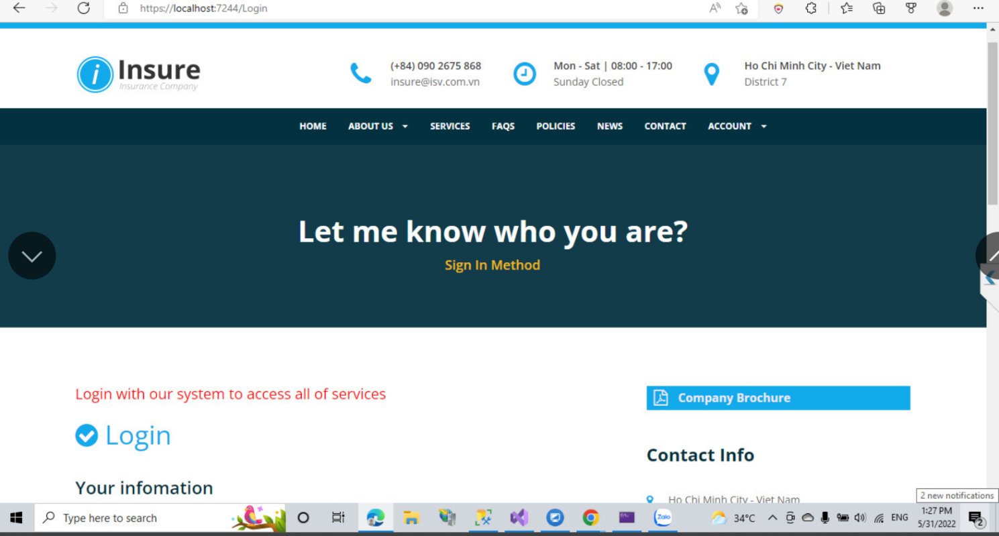 https://localhost:7244/Login
i Insure
Insurance Company
(+84) 090 2675 868
insure@isv.com.vn
Mon - Sat | 08:00 - 17:00
Sunday Closed
Ho Chi Minh City - Viet Nam
District 7
HOME ABOUT US SERVICES FAQS POLICIES NEWS CONTACT ACCOUNT
Let me know who you are?
Sign In Method
Login with our system to access all of services
Company Brochure
Login
Contact Info
Your infomation
Ho Chi Minh City - Viet Nam
2 new notifications
Type here to search
Zalo
34°C
ENG
1:27 PM
5/31/2022
2